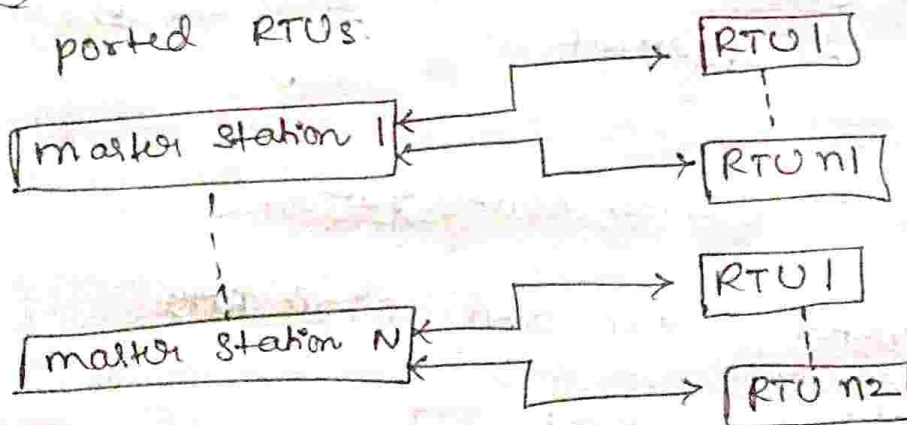 ported RTUs.
RTU 1
master station 1
RTU n1
RTU 1
master station N
RTU n2